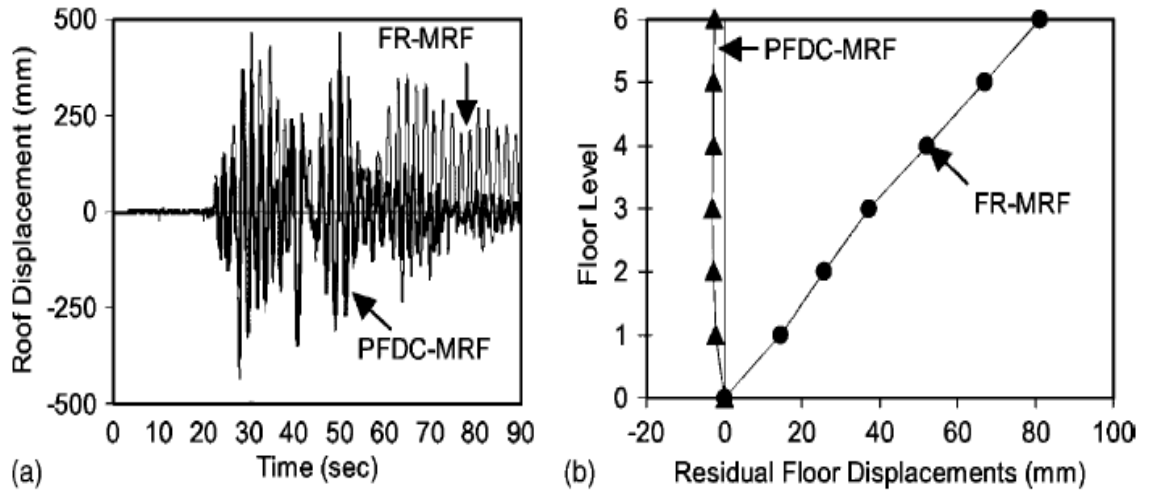 500
250
0
-250
-500
Roof Displacement (mm)
FR-MRF
PFDC-MRF
0 10 20 30 40 50 60 70 80 90
Time (sec)
(a)
6
5
4
3
2
1
0
Floor Level
PFDC-MRF
FR-MRF
-20 0 20 40 60 80 100
Residual Floor Displacements (mm)
(b)